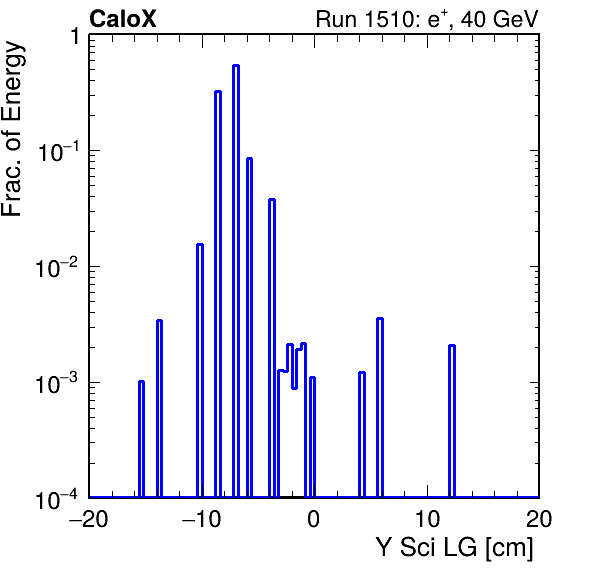 CaloX Run 1510: e⁺, 40 GeV
Frac. of Energy
1
10⁻¹
10⁻²
10⁻³
10⁻⁴
−20 −10 0 10 20
Y Sci LG [cm]